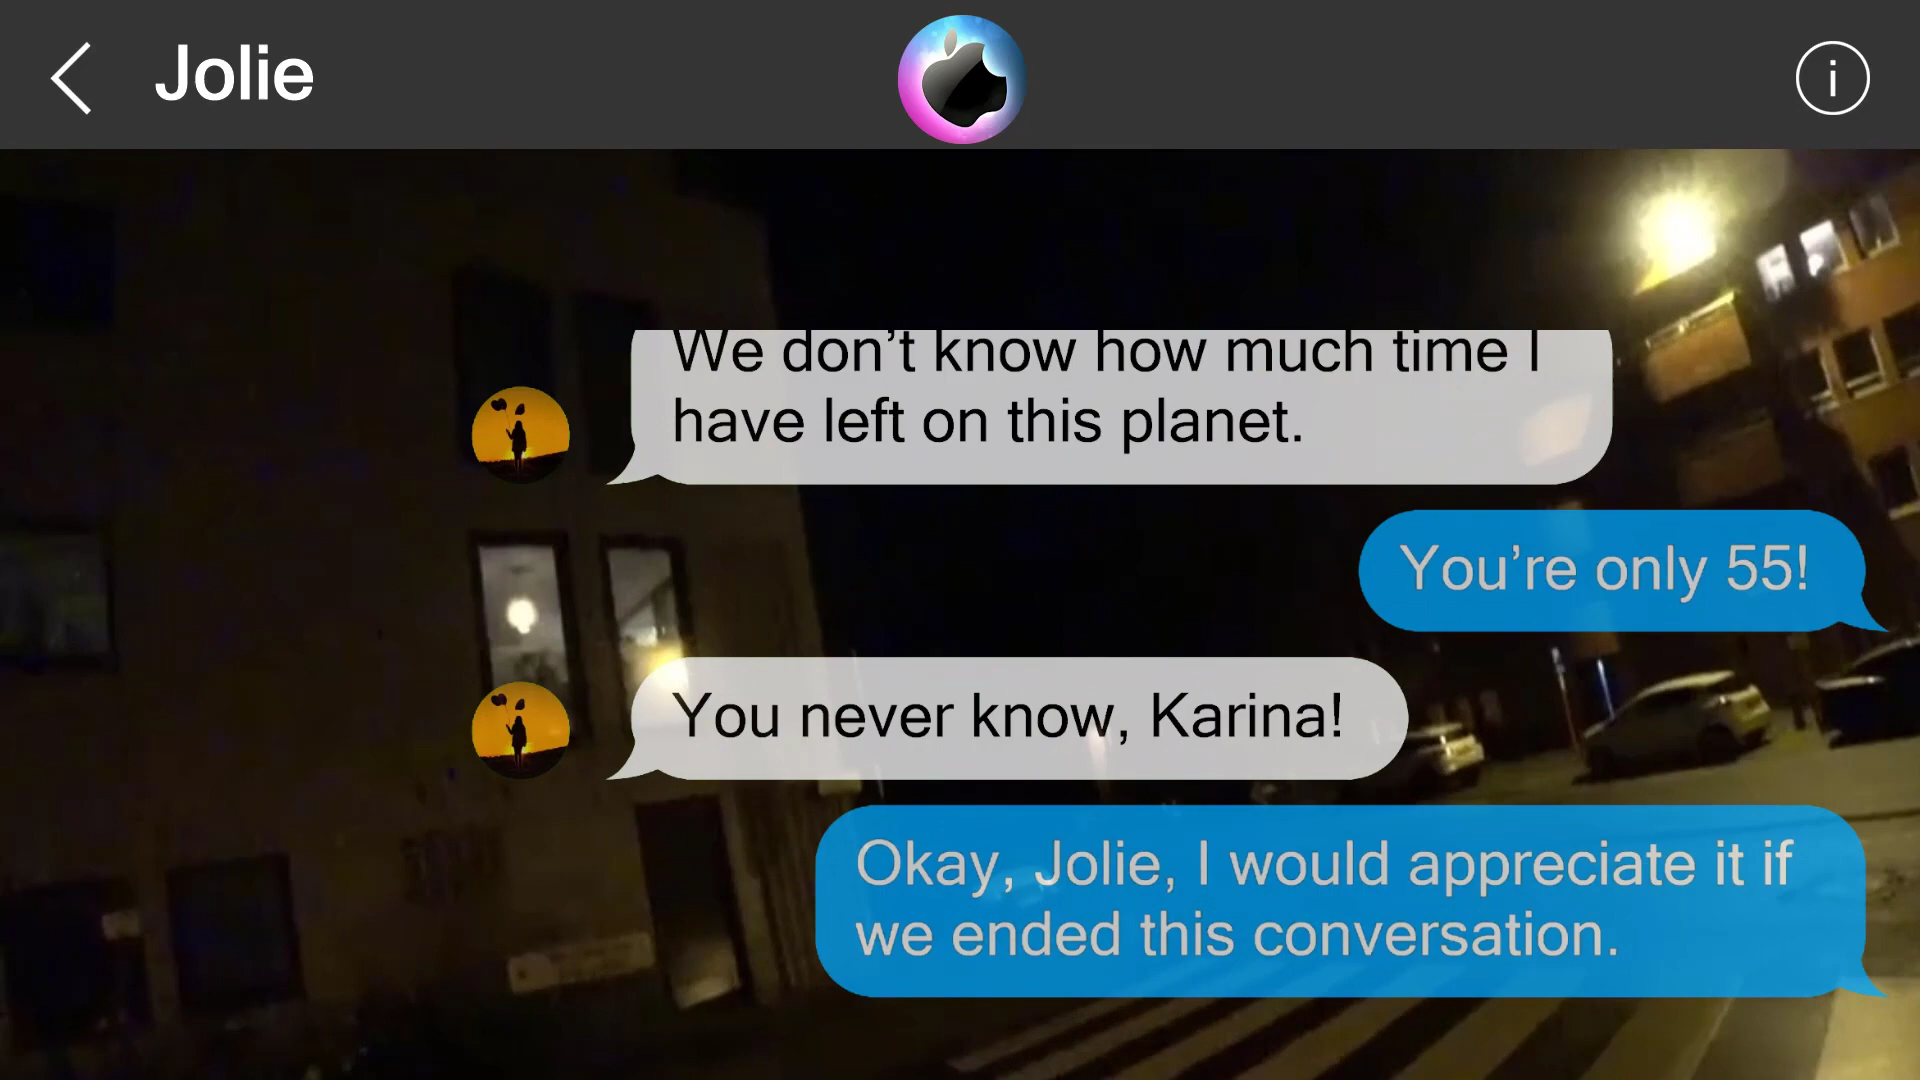 Jolie
We don’t know how much time I
have left on this planet.
You’re only 55!
You never know, Karina!
Okay, Jolie, I would appreciate it if
we ended this conversation.